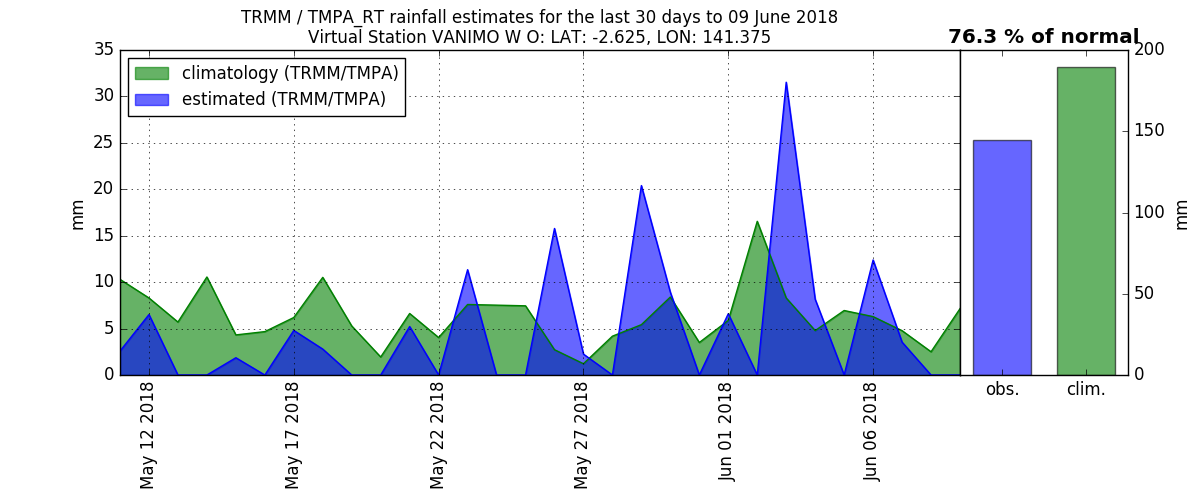 TRMM / TMPA_RT rainfall estimates for the last 30 days to 09 June 2018
Virtual Station VANIMO W O: LAT: -2.625, LON: 141.375
76.3 % of normal
climatology (TRMM/TMPA)
estimated (TRMM/TMPA)
mm
35
30
25
20
15
10
5
0
May 12 2018
May 17 2018
May 22 2018
May 27 2018
Jun 01 2018
Jun 06 2018
obs.
clim.
200
150
100
50
0
mm